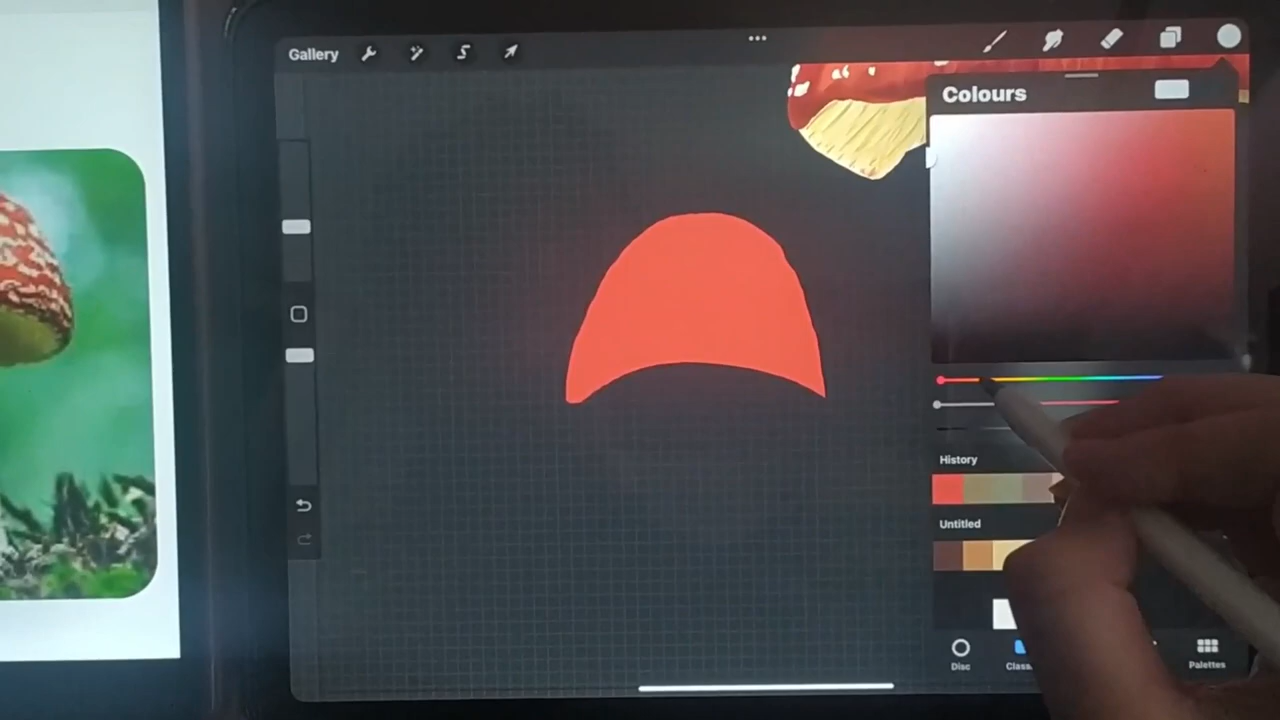 Gallery
Colours
History
Untitled
Disc
Palettes